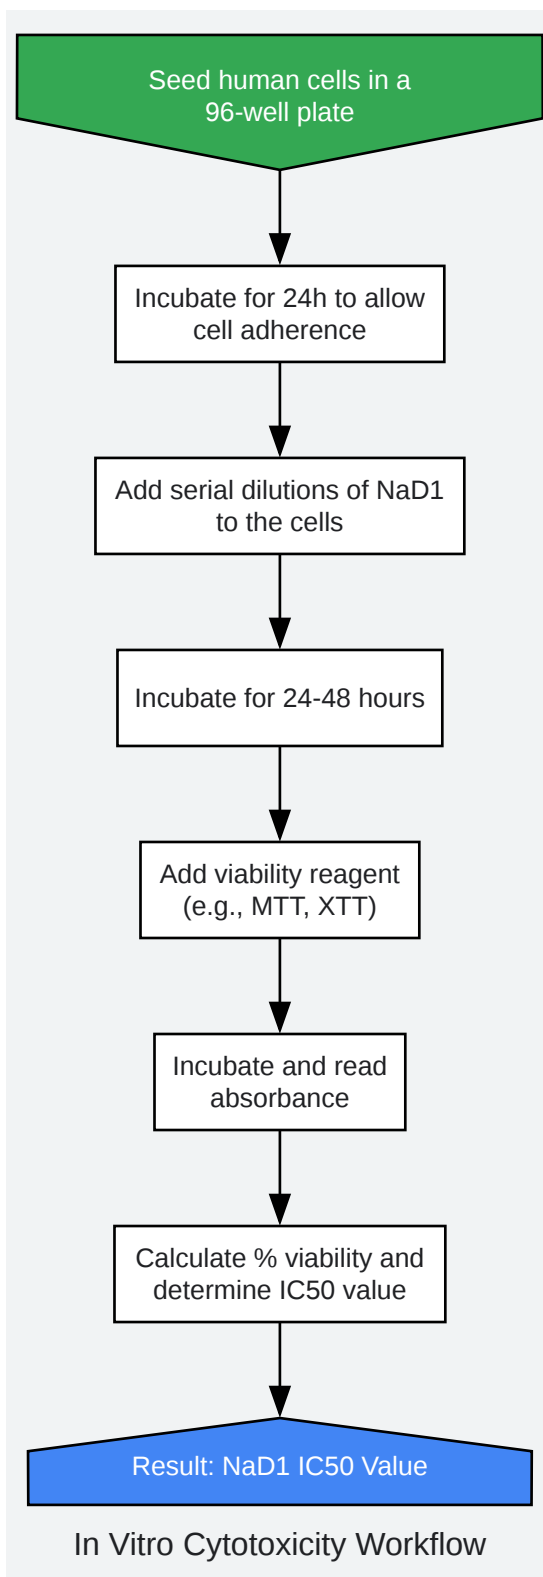 Seed human cells in a
96-well plate
Incubate for 24h to allow
cell adherence
Add serial dilutions of NaD1
to the cells
Incubate for 24-48 hours
Add viability reagent
(e.g., MTT, XTT)
Incubate and read
absorbance
Calculate % viability and
determine IC50 value
Result: NaD1 IC50 Value
In Vitro Cytotoxicity Workflow